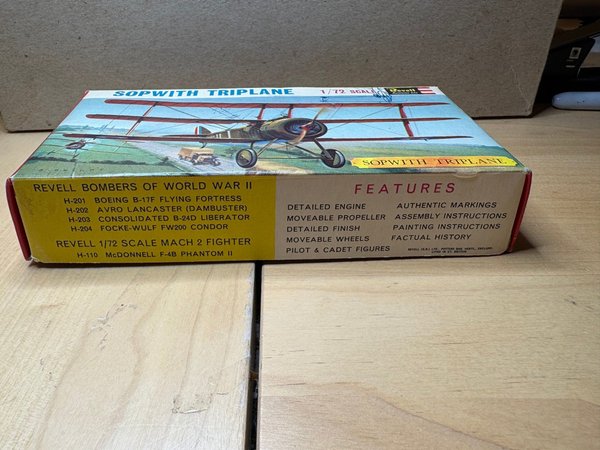 SOPWITH TRIPLANE
1/72 SCALE
Revell
SOPWITH TRIPLANE
REVELL BOMBERS OF WORLD WAR II
H-201 BOEING B-17F FLYING FORTRESS
H-202 AVRO LANCASTER (DAMBUSTER)
H-203 CONSOLIDATED B-24D LIBERATOR
H-204 FOCKE-WULF FW200 CONDOR
REVELL 1/72 SCALE MACH 2 FIGHTER
H-110 McDONNELL F-4B PHANTOM II
FEATURES
DETAILED ENGINE
MOVEABLE PROPELLER
DETAILED FINISH
MOVEABLE WHEELS
PILOT & CADET FIGURES
AUTHENTIC MARKINGS
ASSEMBLY INSTRUCTIONS
PAINTING INSTRUCTIONS
FACTUAL HISTORY